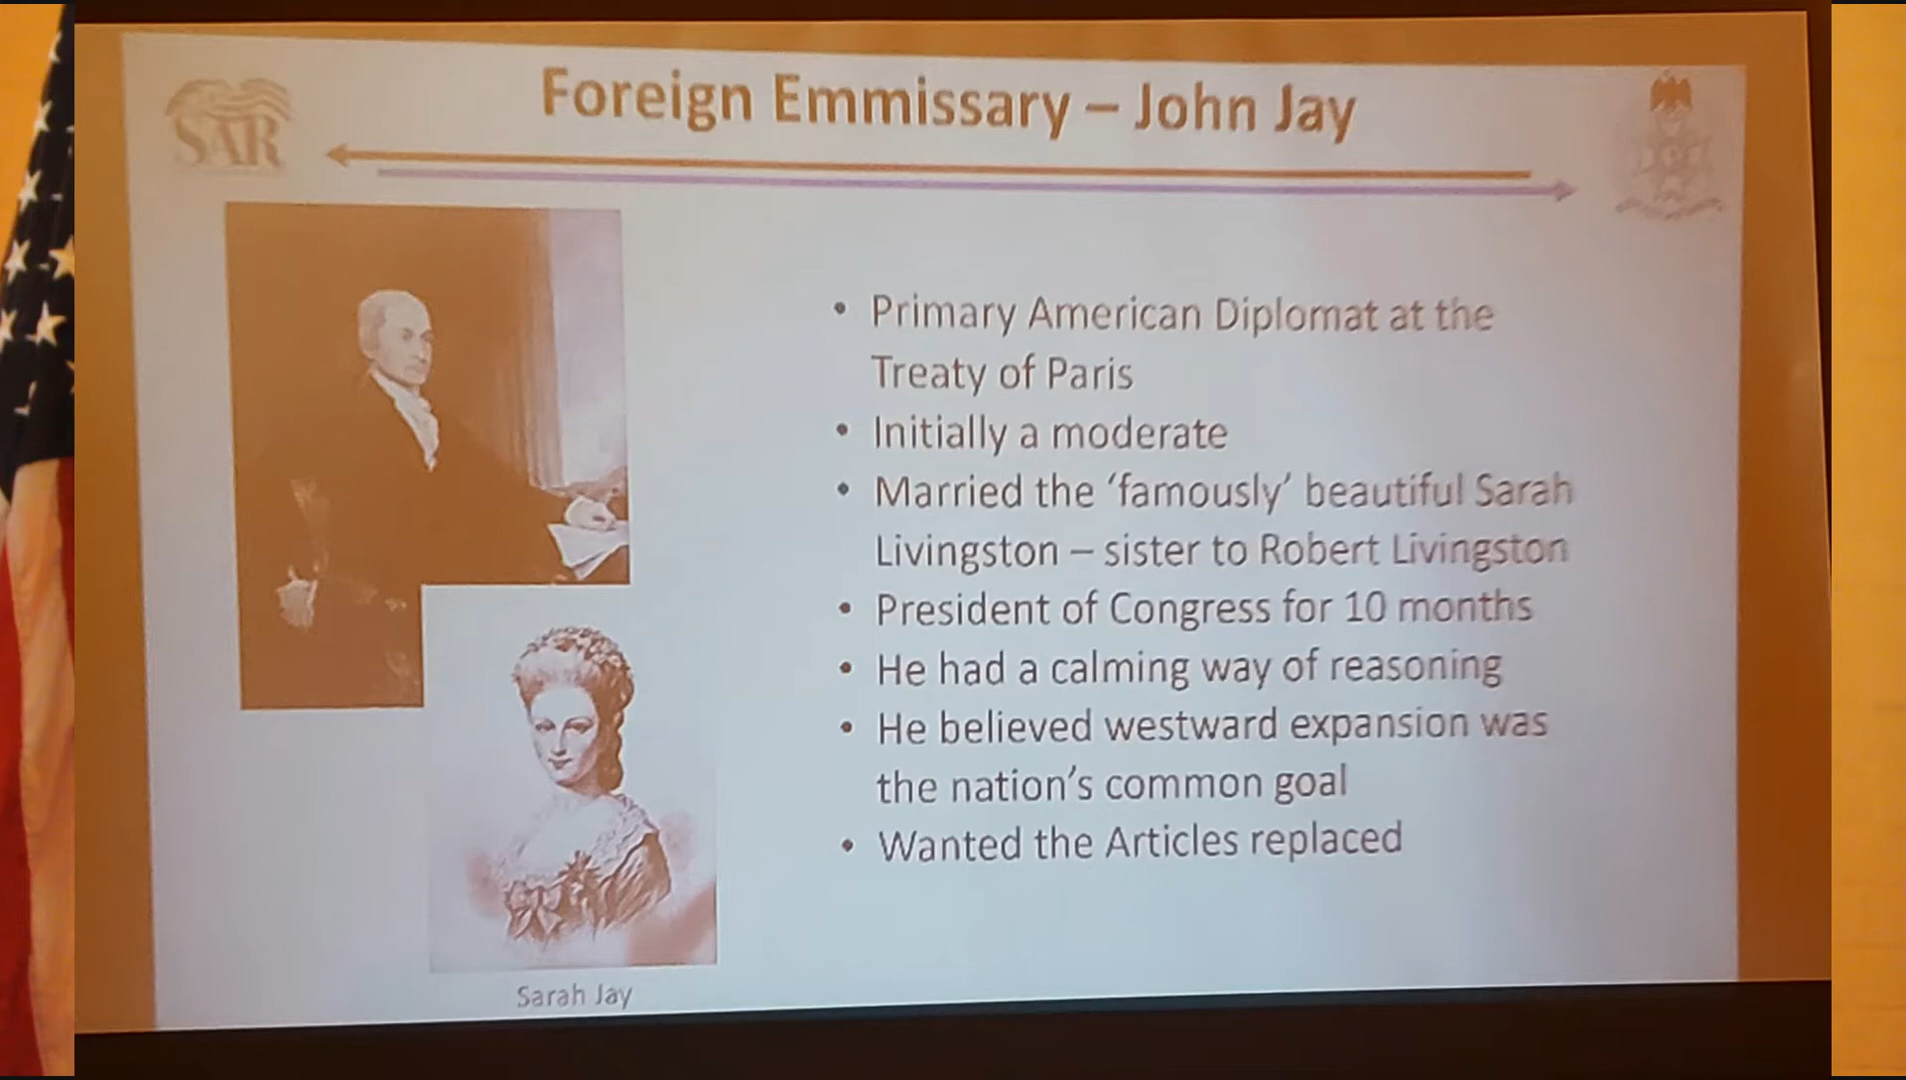 SAR
Foreign Emmissary – John Jay
• Primary American Diplomat at the
Treaty of Paris
• Initially a moderate
• Married the ‘famously’ beautiful Sarah
Livingston – sister to Robert Livingston
• President of Congress for 10 months
• He had a calming way of reasoning
• He believed westward expansion was
the nation’s common goal
• Wanted the Articles replaced
Sarah Jay